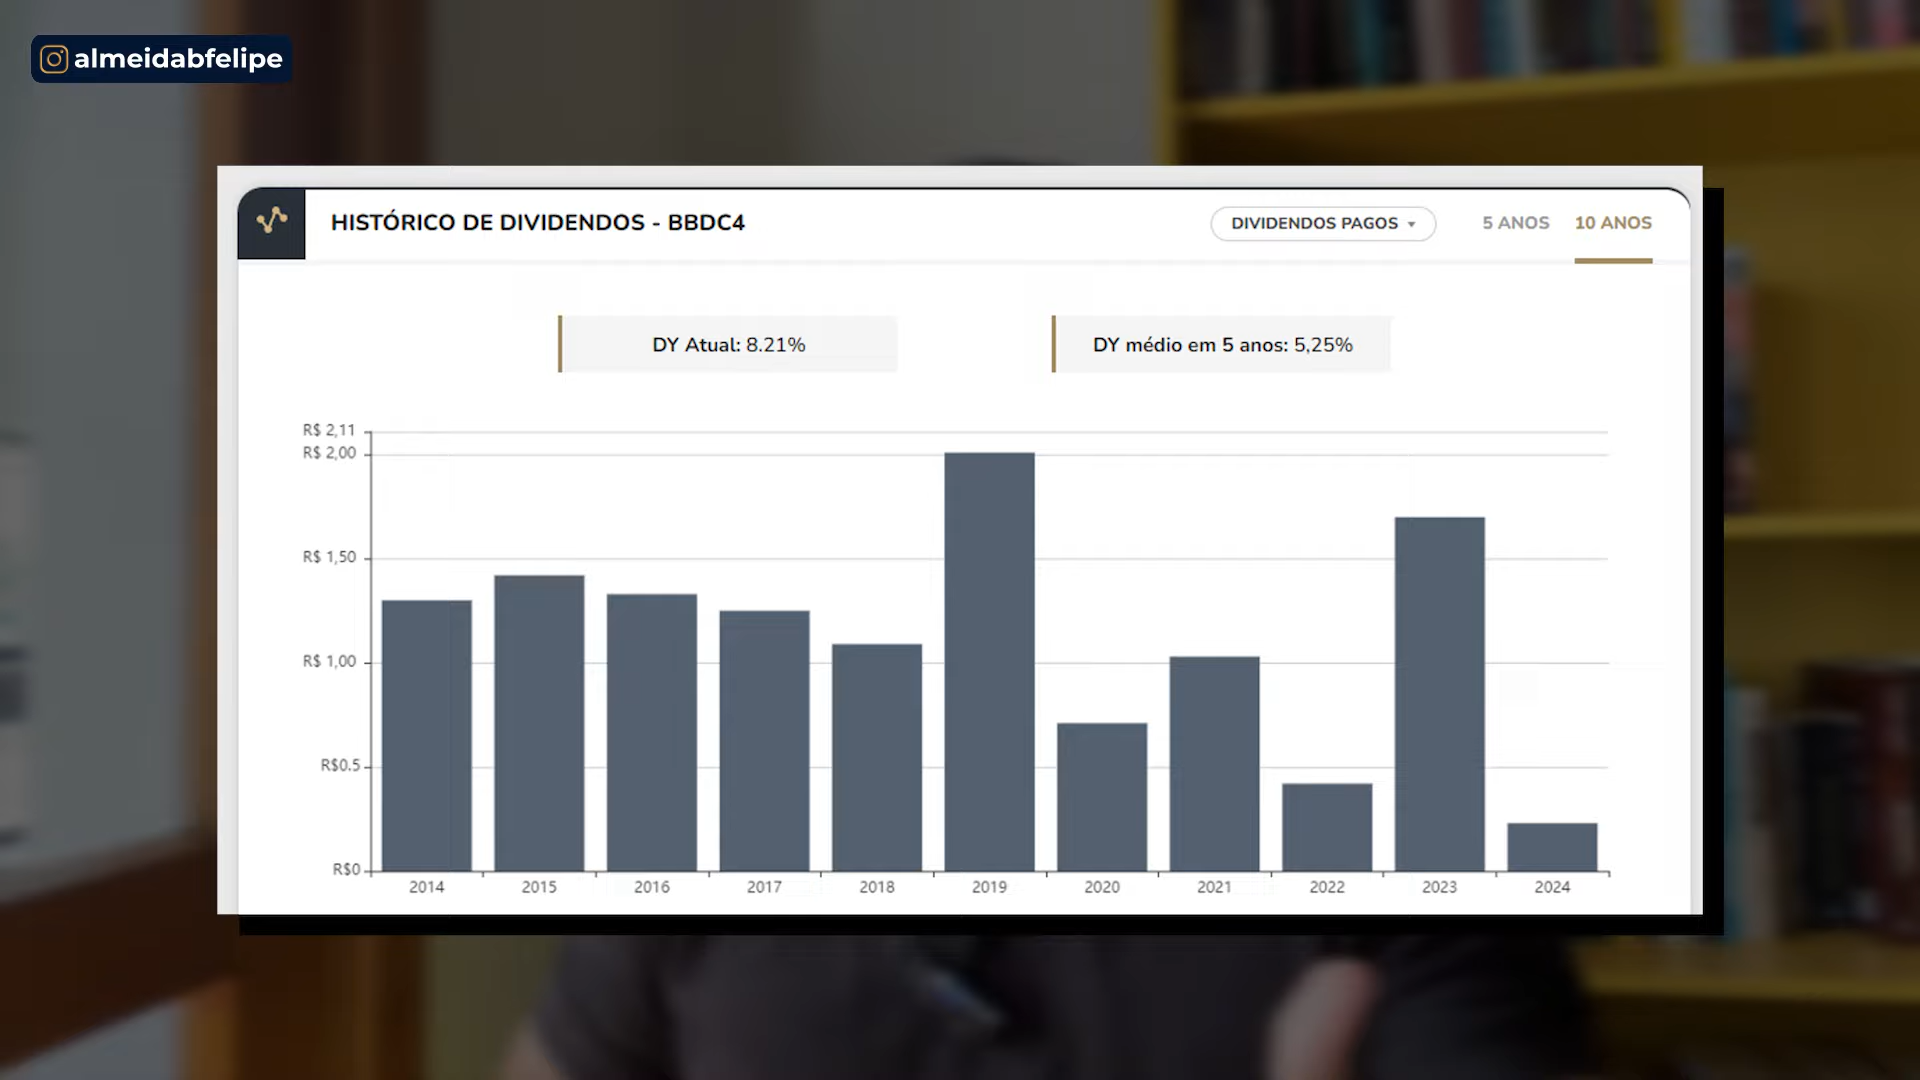 almeidabfelipe
HISTÓRICO DE DIVIDENDOS - BBDC4
DIVIDENDOS PAGOS
5 ANOS
10 ANOS
DY Atual: 8.21%
DY médio em 5 anos: 5,25%
R$ 2,11
R$ 2,00
R$ 1,50
R$ 1,00
R$0.5
R$0
2014 2015 2016 2017 2018 2019 2020 2021 2022 2023 2024